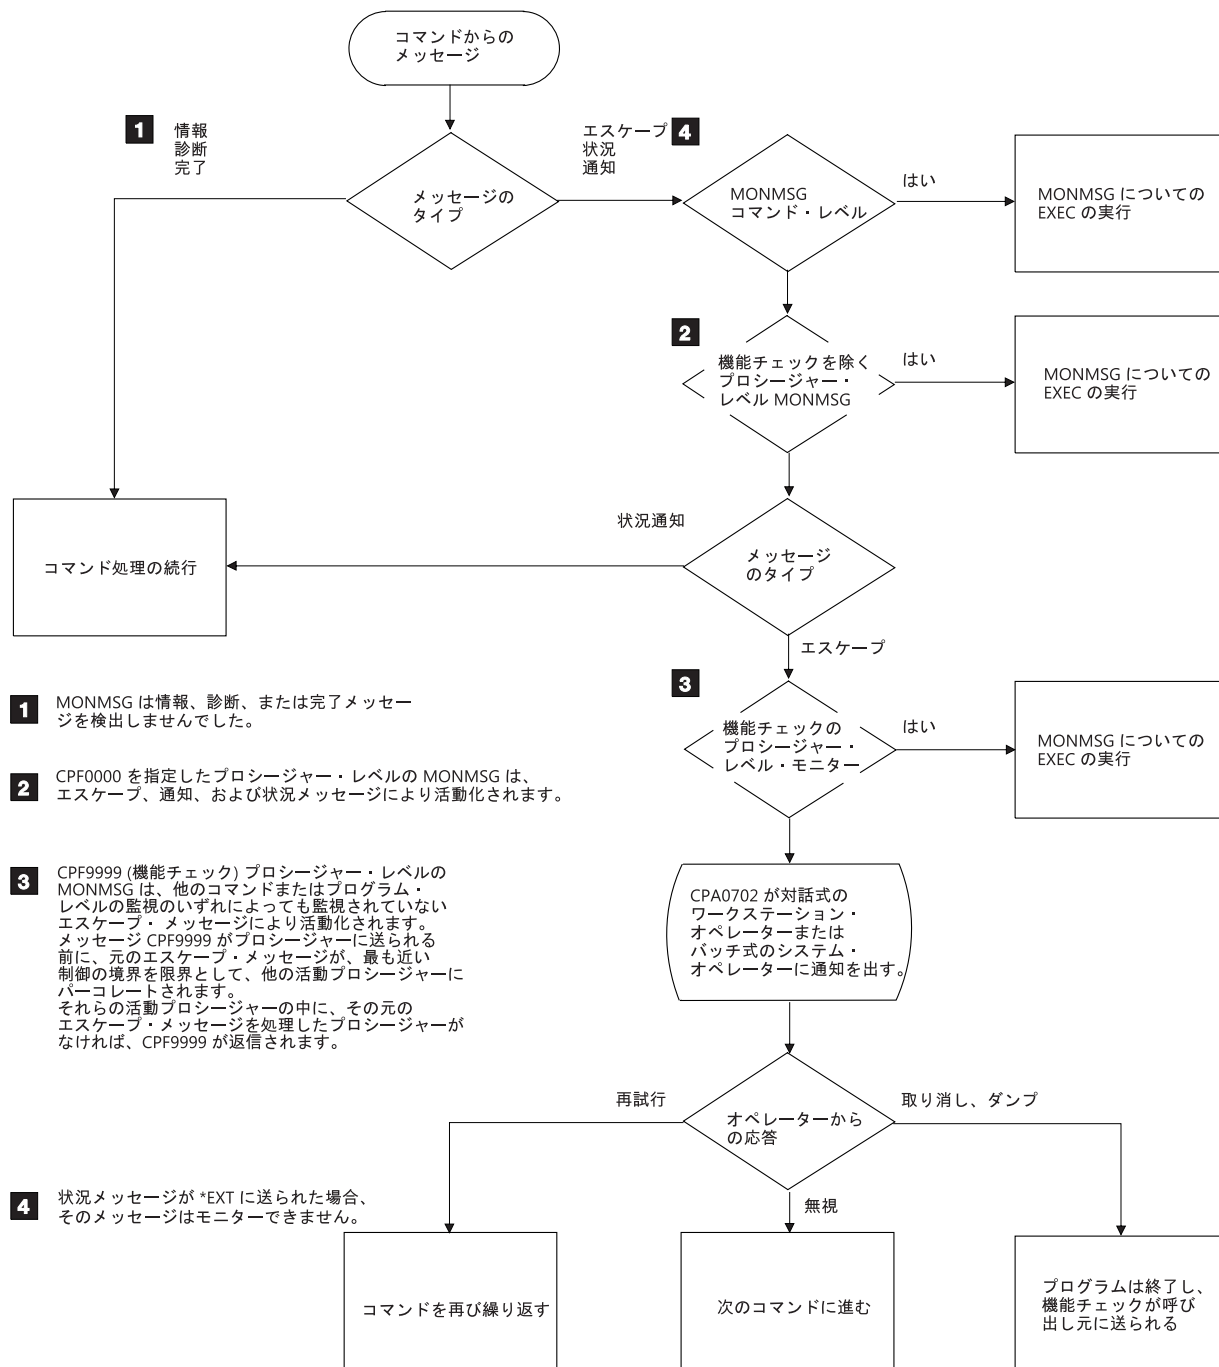 コマンドからの
メッセージ
1
情報
診断
完了
エスケープ
状況
通知
4
メッセージの
タイプ
MONMSG
コマンド・レベル
はい
MONMSG についての
EXEC の実行
2
機能チェックを除く
プロシージャー・
レベル MONMSG
はい
MONMSG についての
EXEC の実行
状況通知
メッセージ
のタイプ
コマンド処理の続行
エスケープ
3
機能チェックの
プロシージャー・
レベル・モニター
はい
MONMSG についての
EXEC の実行
1
MONMSG は情報、診断、または完了メッセー
ジを検出しませんでした。
2
CPF0000 を指定したプロシージャー・レベルの MONMSG は、
エスケープ、通知、および状況メッセージにより活動化されます。
3
CPF9999 (機能チェック) プロシージャー・レベルの
MONMSG は、他のコマンドまたはプログラム・
レベルの監視のいずれによっても監視されていない
エスケープ・ メッセージにより活動化されます。
メッセージ CPF9999 がプロシージャーに送られる
前に、元のエスケープ・メッセージが、最も近い
制御の境界を限界として、他の活動プロシージャーに
パーコレートされます。
それらの活動プロシージャーの中に、その元の
エスケープ・メッセージを処理したプロシージャーが
なければ、CPF9999 が返信されます。
CPA0702 が対話式の
ワークステーション・
オペレーターまたは
バッチ式のシステム・
オペレーターに通知を出す。
再試行
オペレーターから
の応答
取り消し、ダンプ
無視
4
状況メッセージが *EXT に送られた場合、
そのメッセージはモニターできません。
コマンドを再び繰り返す
次のコマンドに進む
プログラムは終了し、
機能チェックが呼び
出し元に送られる